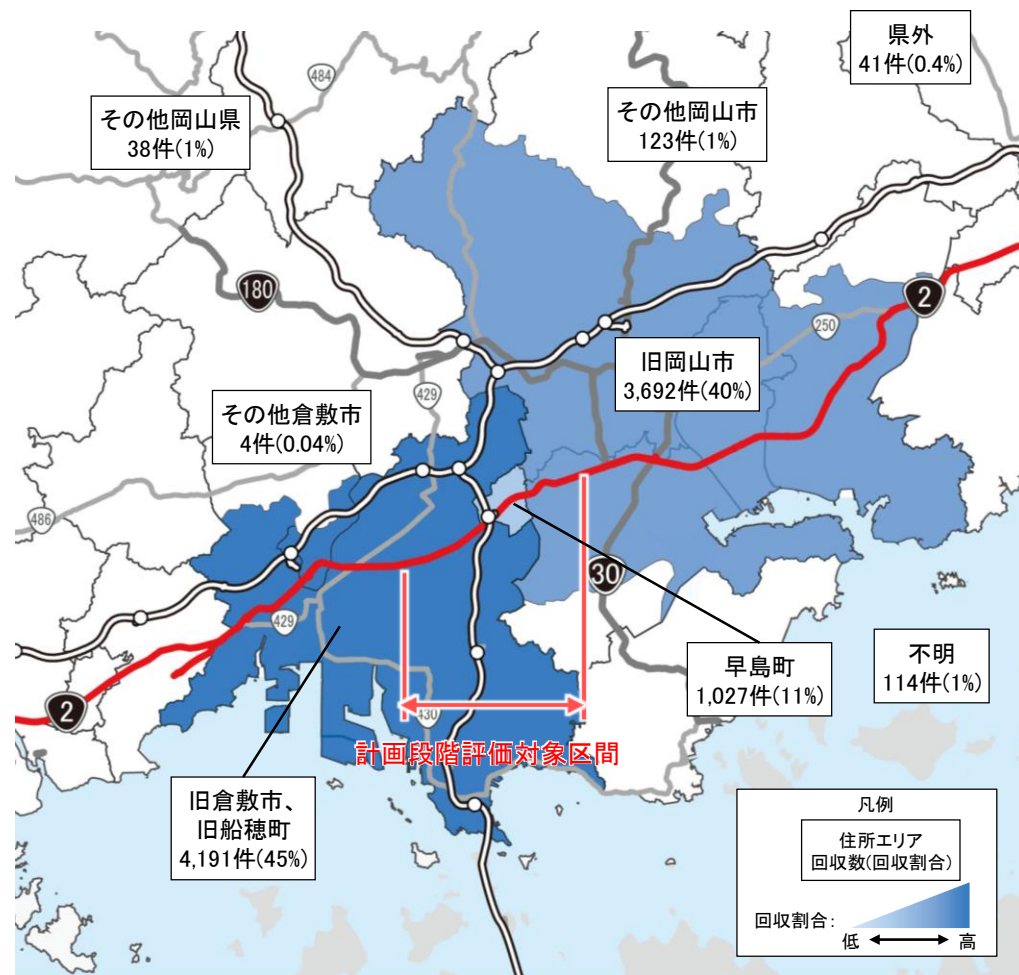 県外
41件(0.4%)
484
その他岡山県
38件(1%)
その他岡山市
123件(1%)
180
2
250
旧岡山市
3,692件(40%)
429
その他倉敷市
4件(0.04%)
486
30
429
早島町
1,027件(11%)
不明
114件(1%)
2
430
計画段階評価対象区間
旧倉敷市、
旧船穂町
4,191件(45%)
凡例
住所エリア
回収数(回収割合)
回収割合:
低 高